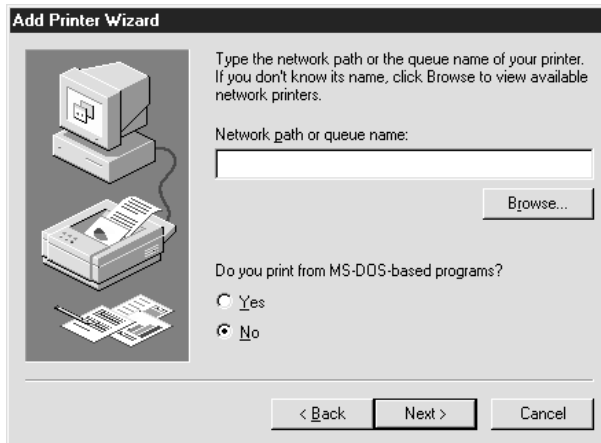 Add Printer Wizard
Type the network path or the queue name of your printer.
If you don't know its name, click Browse to view available
network printers.
Network path or queue name:
Browse...
Do you print from MS-DOS-based programs?
Yes
No
< Back
Next >
Cancel